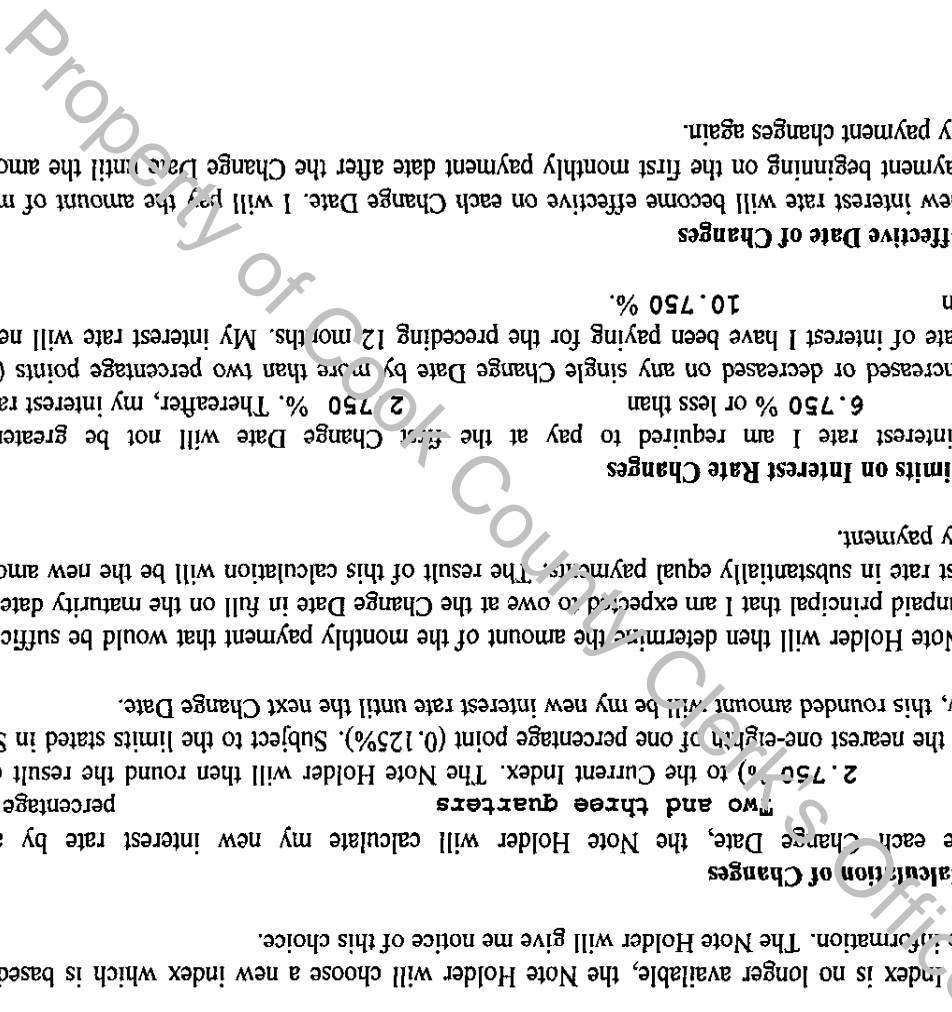 Index is no longer available, the Note Holder will choose a new index which is based
information. The Note Holder will give me notice of this choice.
alculation of Changes
e each Change Date, the Note Holder will calculate my new interest rate by a
Two and three quarters percentage
2.750 %) to the Current Index. The Note Holder will then round the result
the nearest one-eighth of one percentage point (0.125%). Subject to the limits stated in S
, this rounded amount will be my new interest rate until the next Change Date.
Note Holder will then determine the amount of the monthly payment that would be suffic
unpaid principal that I am expected to owe at the Change Date in full on the maturity date
st rate in substantially equal payments. The result of this calculation will be the new amo
y payment.
imits on Interest Rate Changes
interest rate I am required to pay at the first Change Date will not be greater
6.750 % or less than 2.750 %. Thereafter, my interest ra
ncreased or decreased on any single Change Date by more than two percentage points (
ate of interest I have been paying for the preceding 12 months. My interest rate will ne
n 10.750 %.
ffective Date of Changes
ew interest rate will become effective on each Change Date. I will pay the amount of m
ayment beginning on the first monthly payment date after the Change Date until the amo
y payment changes again.
Property of Cook County Clerk's Office